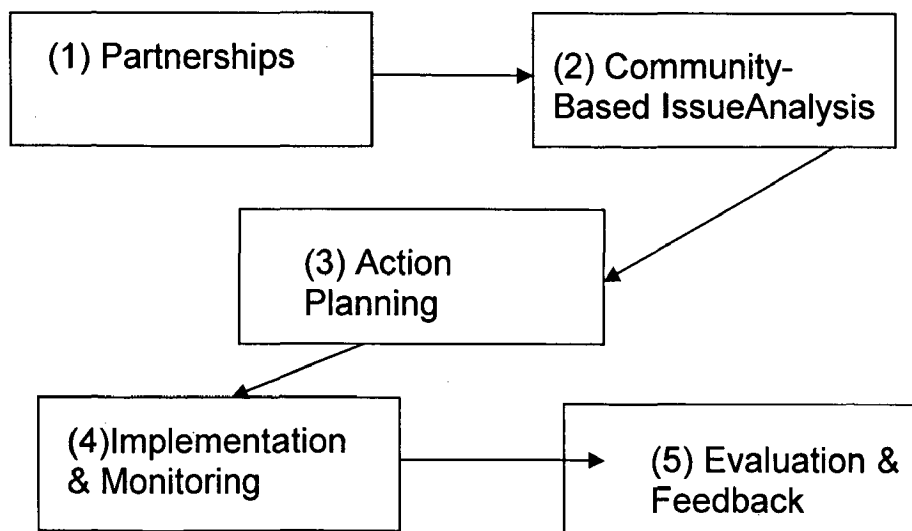 (1) Partnerships
(2) Community-
Based IssueAnalysis
(3) Action
Planning
(4)Implementation
& Monitoring
(5) Evaluation &
Feedback